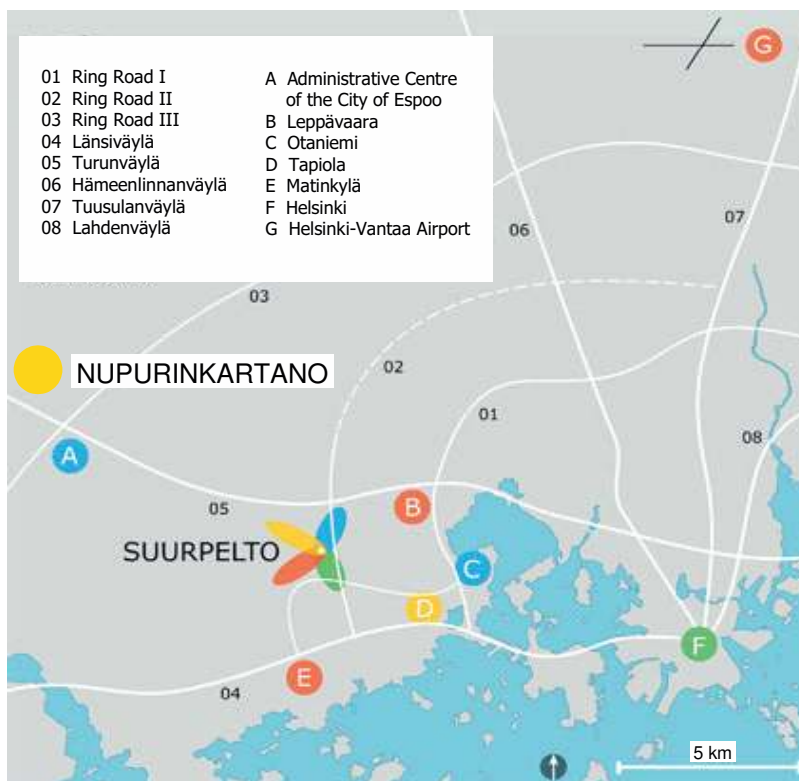 01 Ring Road I
02 Ring Road II
03 Ring Road III
04 Länsiväylä
05 Turunväylä
06 Hämeenlinnanväylä
07 Tuusulanväylä
08 Lahdenväylä
A Administrative Centre
of the City of Espoo
B Leppävaara
C Otaniemi
D Tapiola
E Matinkylä
F Helsinki
G Helsinki-Vantaa Airport
G
07
06
03
NUPURINKARTANO
02
01
08
A
05
B
SUURPELTO
C
D
F
E
04
5 km